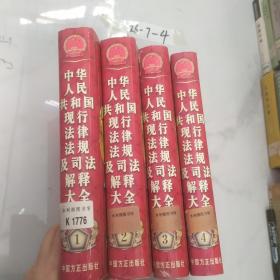 26-7-4
中华
人民
共和国
现行
法律
法规
及司法
解释
大全
K 1776
1
中国方正出版社
中华
人民
共和国
现行
法律
法规
及司法
解释
大全
2
中国方正出版社
中华
人民
共和国
现行
法律
法规
及司法
解释
大全
3
中国方正出版社
中华
人民
共和国
现行
法律
法规
及司法
解释
大全
4
中国方正出版社